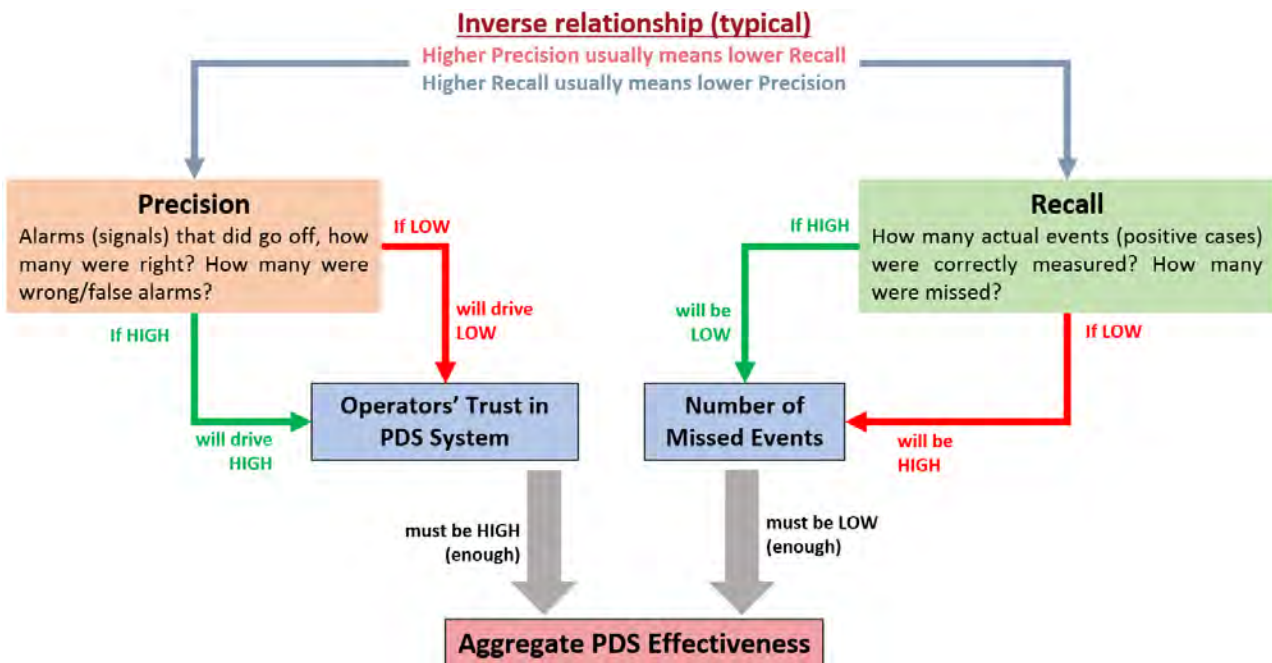 Inverse relationship (typical)
Higher Precision usually means lower Recall
Higher Recall usually means lower Precision
Precision
Alarms (signals) that did go off, how
many were right? How many were
wrong/false alarms?
If LOW
will drive
LOW
If HIGH
will drive
HIGH
Recall
How many actual events (positive cases)
were correctly measured? How many
were missed?
If HIGH
will be
LOW
If LOW
will be
HIGH
Operators' Trust in
PDS System
Number of
Missed Events
must be HIGH
(enough)
must be LOW
(enough)
Aggregate PDS Effectiveness